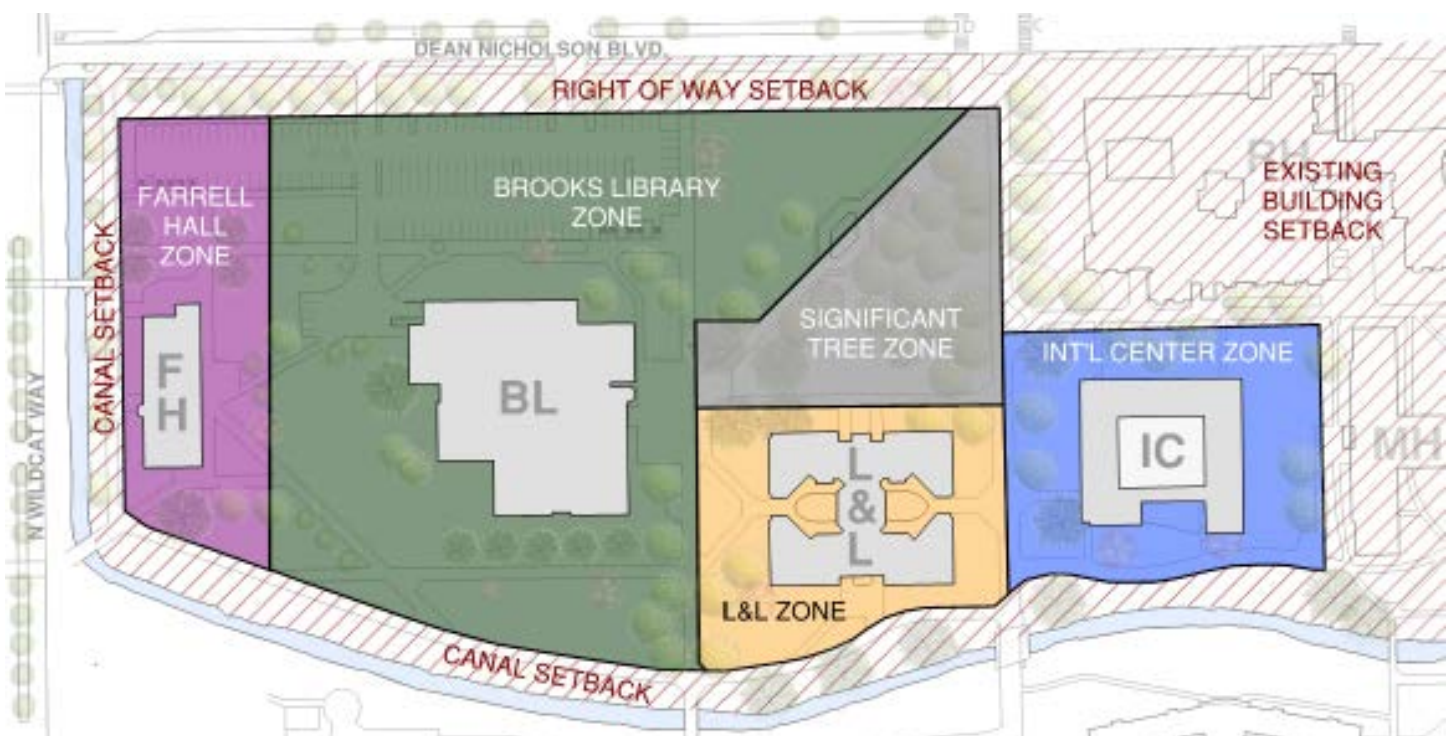 DEAN NICHOLSON BLVD.
RIGHT OF WAY SETBACK
FARRELL
HALL
ZONE
BROOKS LIBRARY
ZONE
EXISTING
BUILDING
SETBACK
CANAL SETBACK
N WILDCAT WAY
SIGNIFICANT
TREE ZONE
INT'L CENTER ZONE
F
H
BL
L
&
L
IC
MH
L&L ZONE
CANAL SETBACK